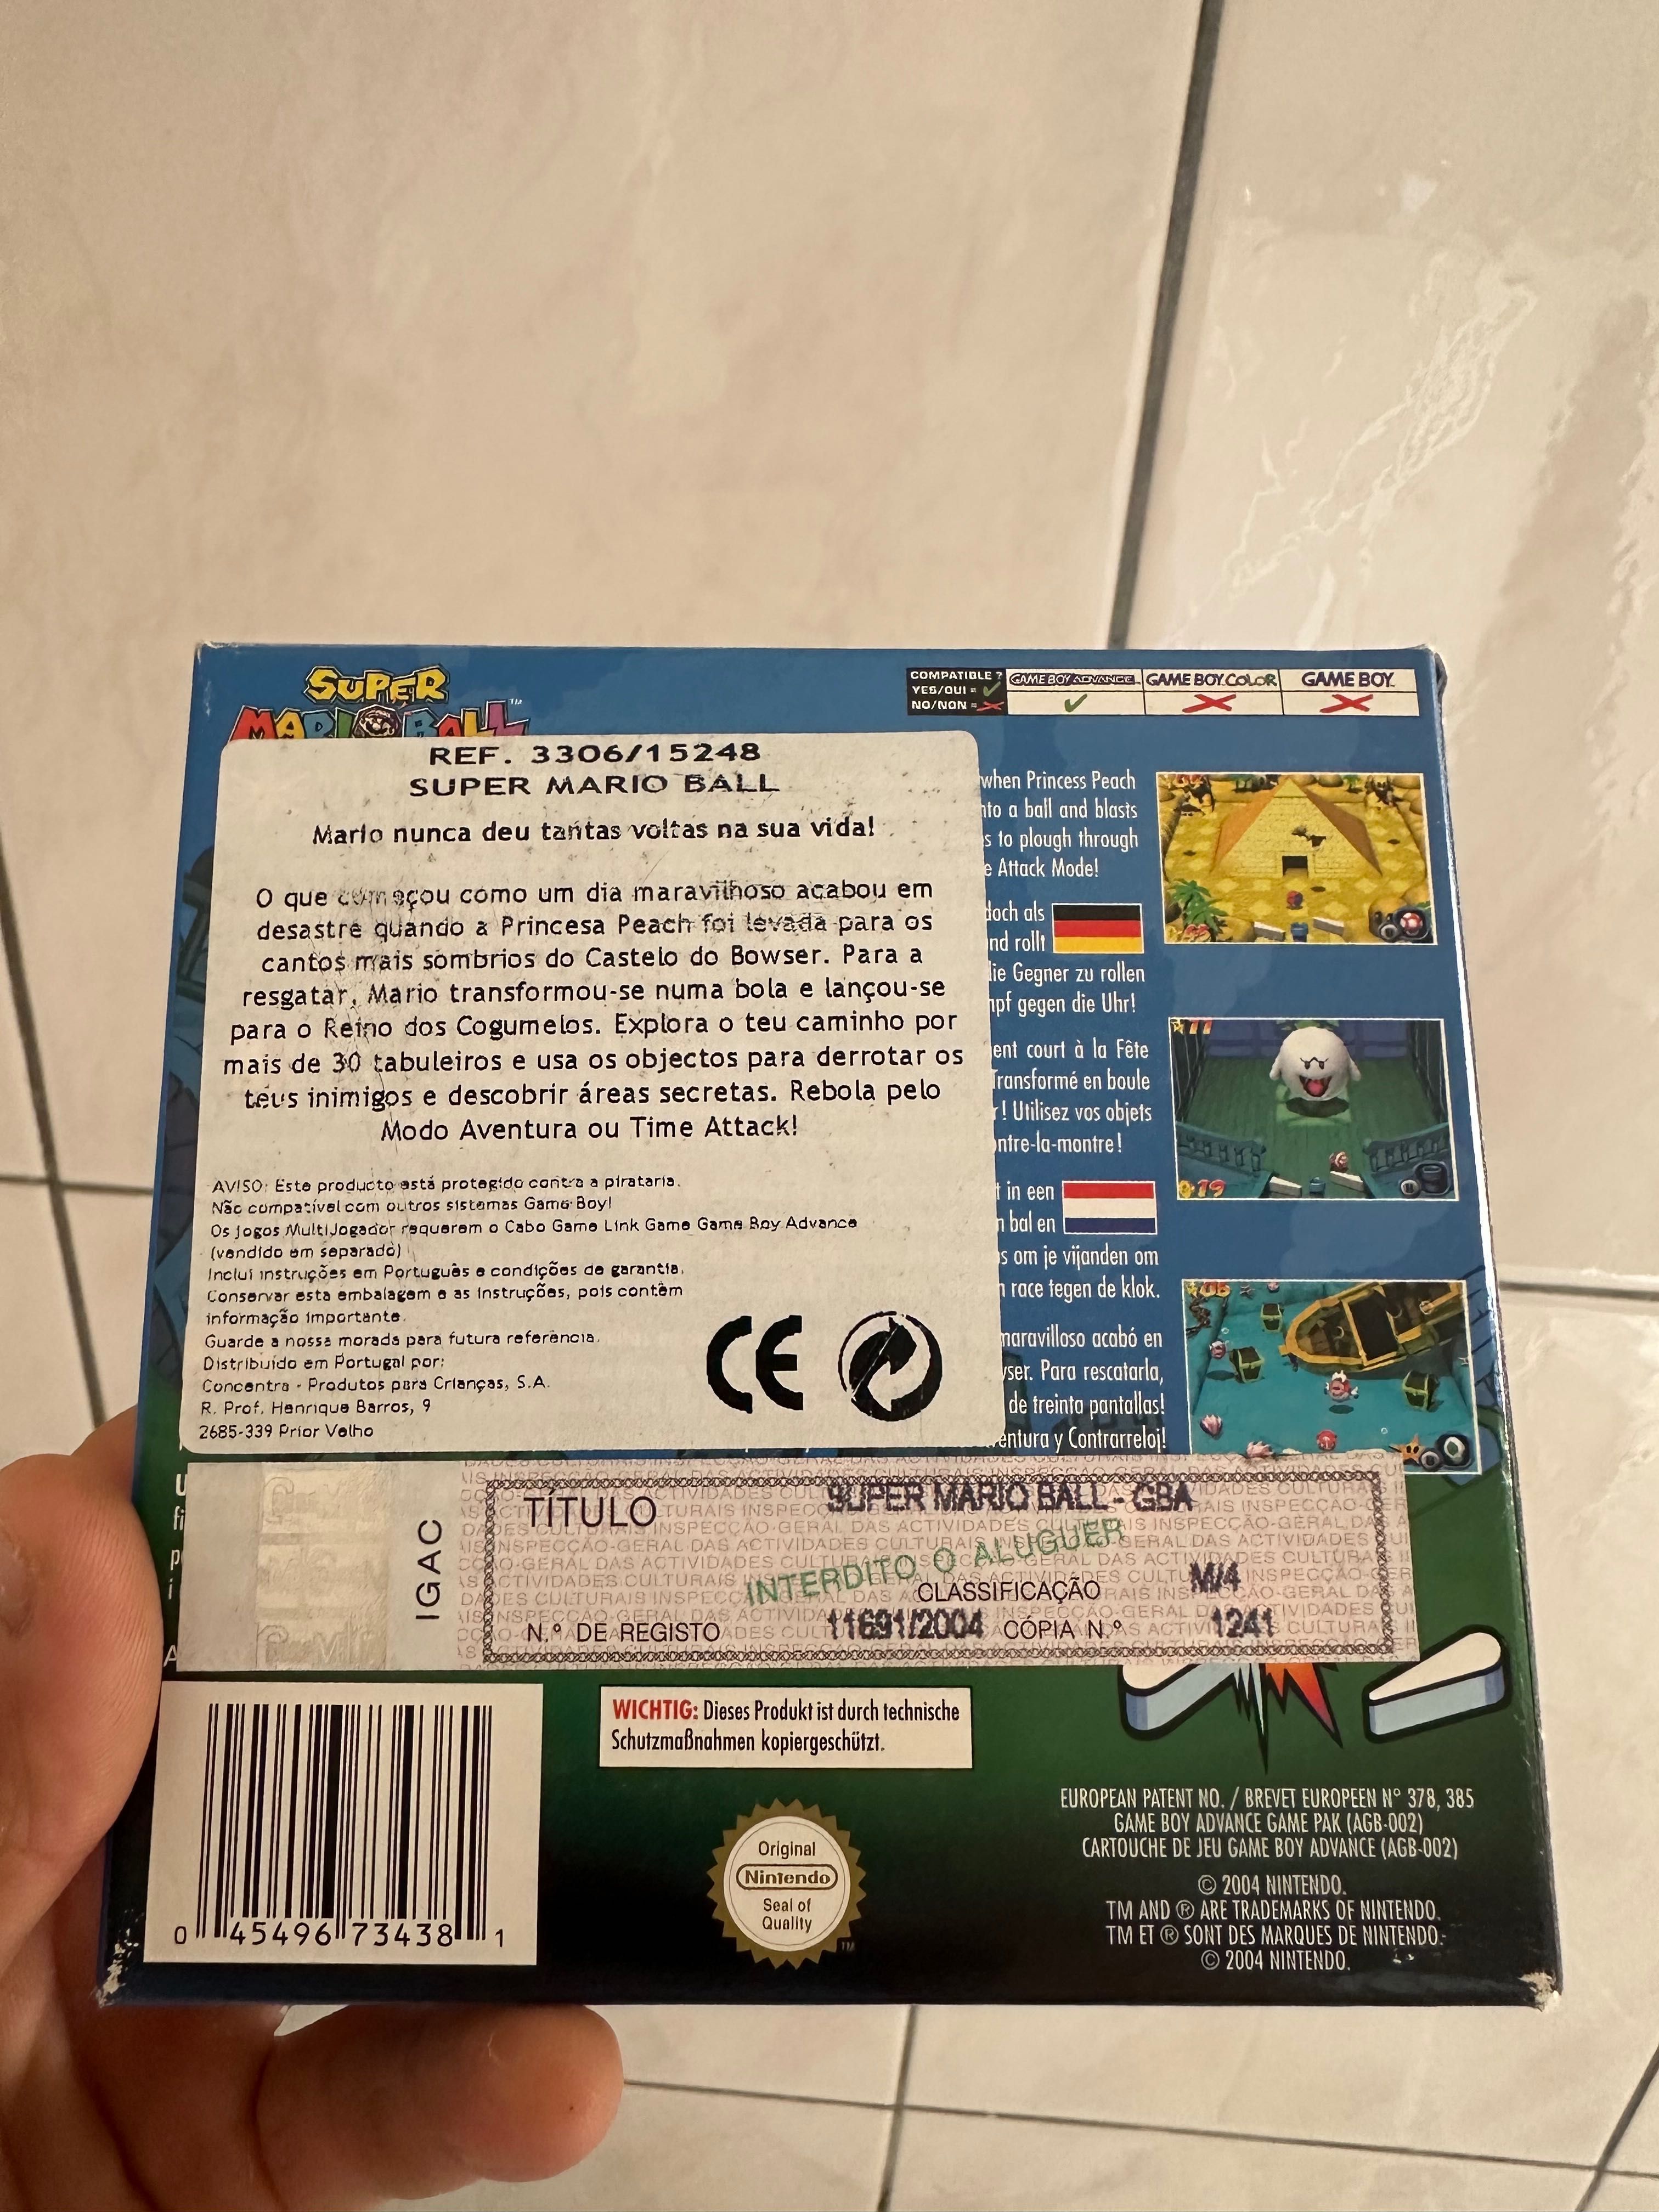 SUPER
MARIO BALL™
COMPATIBLE ?
YES/OUI = ✓
NO/NON = ✗
GAME BOY ADVANCE
GAME BOY COLOR
GAME BOY
REF. 3306/15248
SUPER MARIO BALL
Mario nunca deu tantas voltas na sua vida!
O que começou como um dia maravilhoso acabou em
desastre quando a Princesa Peach foi levada para os
cantos mais sombrios do Castelo do Bowser. Para a
resgatar, Mario transformou-se numa bola e lançou-se
para o Reino dos Cogumelos. Explora o teu caminho por
mais de 30 tabuleiros e usa os objectos para derrotar os
teus inimigos e descobrir áreas secretas. Rebola pelo
Modo Aventura ou Time Attack!
AVISO: Este producto está protegido contra a pirataria.
Não compatível com outros sistemas Game Boy!
Os jogos MultiJogador requerem o Cabo Game Link Game Game Boy Advance
(vendido em separado)
Inclui instruções em Português e condições de garantia.
Conservar esta embalagem e as instruções, pois contêm
informação importante.
Guarde a nossa morada para futura referência.
Distribuido em Portugal por:
Concentra - Produtos para Crianças, S.A.
R. Prof. Henrique Barros, 9
2685-339 Prior Velho
CE
when Princess Peach
into a ball and blasts
to plough through
Attack Mode!
doch als
nd rollt
die Gegner zu rollen
gegen die Uhr!
court à la Fête
Transformé en boule
! Utilisez vos objets
ontre-la-montre!
in een
bal en
om je vijanden om
race tegen de klok.
maravilloso acabó en
Para rescatarla,
de treinta pantallas!
entura y Contrarreloj!
IGAC
TÍTULO SUPER MARIO BALL - GBA
INTERDITO O ALUGUER
CLASSIFICAÇÃO M/4
N.º DE REGISTO 11691/2004 CÓPIA N.º 1241
INSPECÇÃO-GERAL DAS ACTIVIDADES CULTURAIS
WICHTIG: Dieses Produkt ist durch technische
Schutzmaßnahmen kopiergeschützt.
0 45496 73438 1
Original
Nintendo
Seal of
Quality
TM
EUROPEAN PATENT NO. / BREVET EUROPEEN N° 378, 385
GAME BOY ADVANCE GAME PAK (AGB-002)
CARTOUCHE DE JEU GAME BOY ADVANCE (AGB-002)
© 2004 NINTENDO.
TM AND ® ARE TRADEMARKS OF NINTENDO.
TM ET ® SONT DES MARQUES DE NINTENDO.
© 2004 NINTENDO.